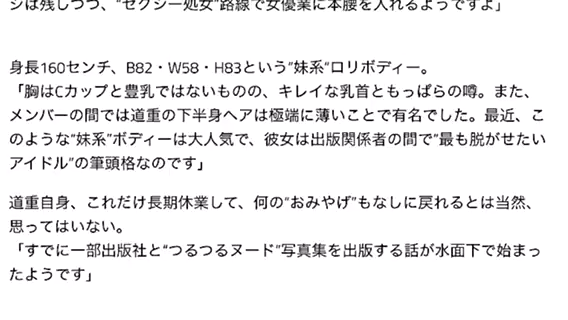 ジは残しつつ、“セクシー処女”路線で女優業に本腰を入れるようですよ」
身長160センチ、B82・W58・H83という“妹系“ロリボディー。
「胸はCカップと豊乳ではないものの、キレイな乳首ともっぱらの噂。また、
メンバーの間では道重の下半身ヘアは極端に薄いことで有名でした。最近、こ
のような“妹系”ボディーは大人気で、彼女は出版関係者の間で“最も脱がせたい
アイドル”の筆頭格なのです」
道重自身、これだけ長期休業して、何の“おみやげ”もなしに戻れるとは当然、
思ってはいない。
「すでに一部出版社と“つるつるヌード”写真集を出版する話が水面下で始まっ
たようです」